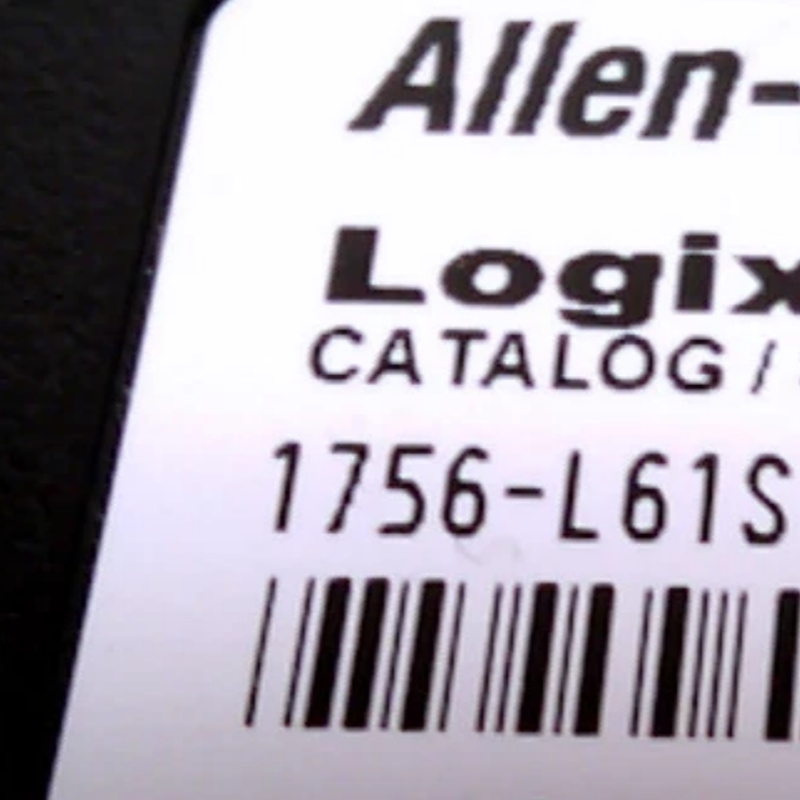 Allen-
Logix
CATALOG /
1756-L61S